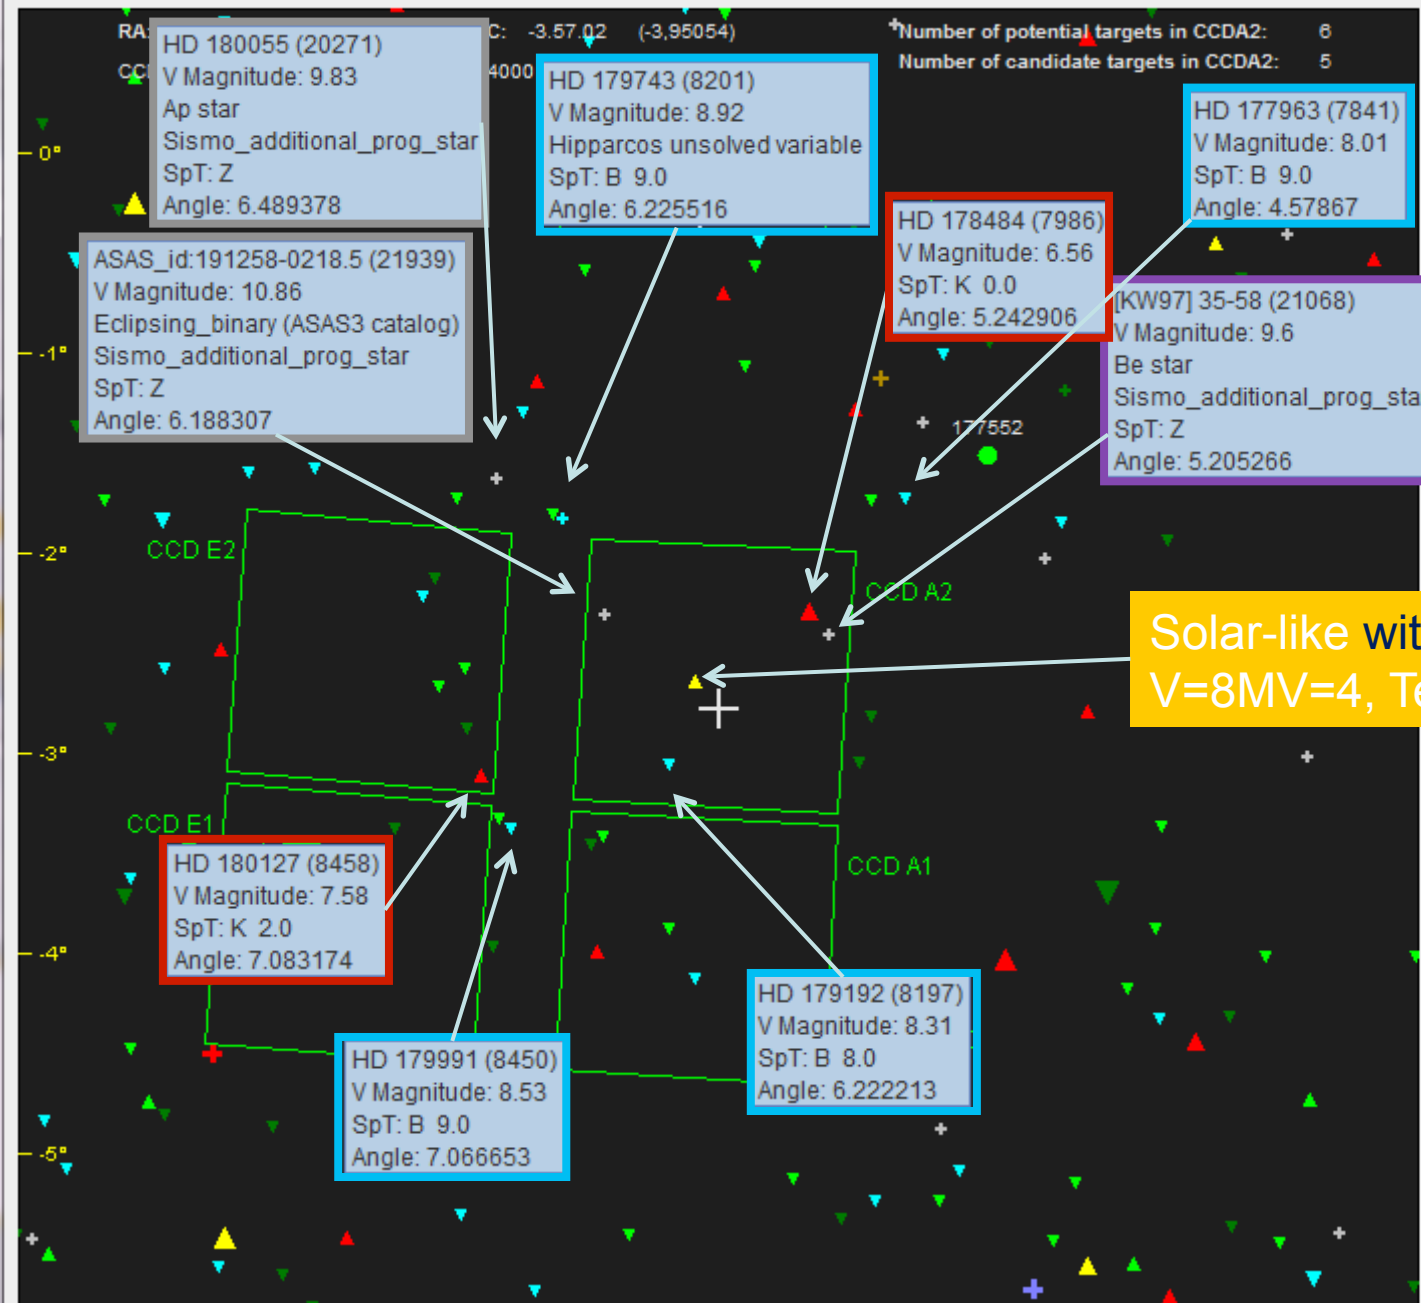 RA:
C: -3.57.02 (-3,95054)
Number of potential targets in CCDA2: 6
4000
Number of candidate targets in CCDA2: 5
HD 180055 (20271)
V Magnitude: 9.83
Ap star
Sismo_additional_prog_star
SpT: Z
Angle: 6.489378
HD 179743 (8201)
V Magnitude: 8.92
Hipparcos unsolved variable
SpT: B 9.0
Angle: 6.225516
HD 177963 (7841)
V Magnitude: 8.01
SpT: B 9.0
Angle: 4.57867
0°
HD 178484 (7986)
V Magnitude: 6.56
SpT: K 0.0
Angle: 5.242906
ASAS_id:191258-0218.5 (21939)
V Magnitude: 10.86
Eclipsing_binary (ASAS3 catalog)
Sismo_additional_prog_star
SpT: Z
Angle: 6.188307
[KW97] 35-58 (21068)
V Magnitude: 9.6
Be star
Sismo_additional_prog_sta
SpT: Z
Angle: 5.205266
-1°
177552
-2°
CCD E2
CCD A2
Solar-like wit
V=8MV=4, Te
-3°
CCD E1
CCD A1
HD 180127 (8458)
V Magnitude: 7.58
SpT: K 2.0
Angle: 7.083174
-4°
HD 179192 (8197)
V Magnitude: 8.31
SpT: B 8.0
Angle: 6.222213
HD 179991 (8450)
V Magnitude: 8.53
SpT: B 9.0
Angle: 7.066653
-5°